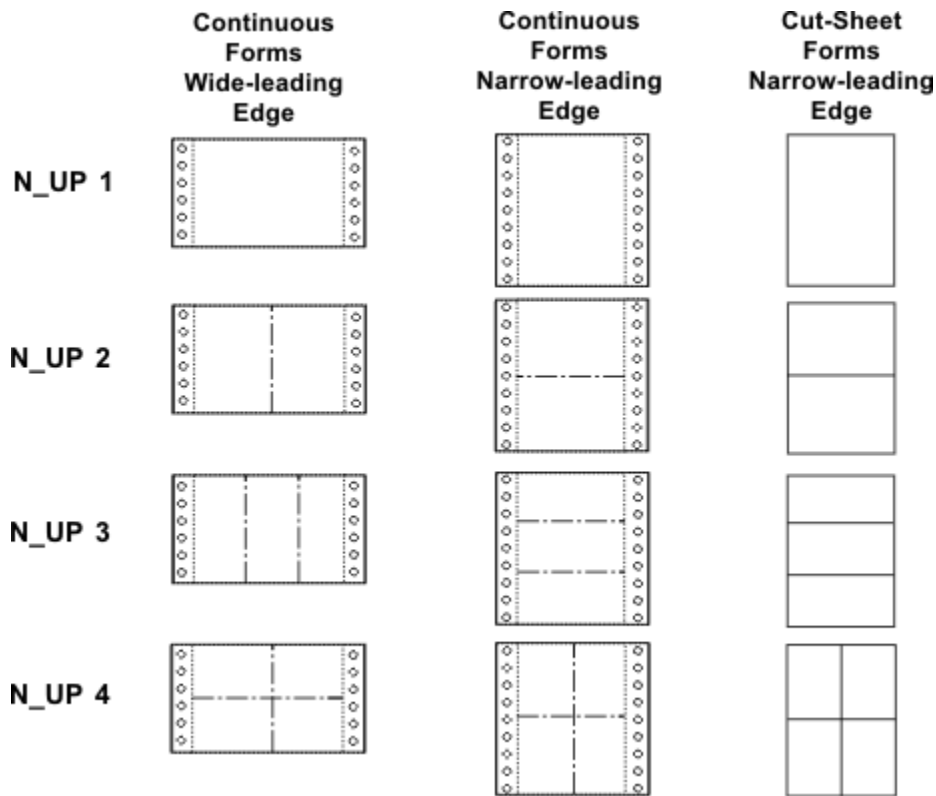 Continuous
Forms
Wide-leading
Edge
Continuous
Forms
Narrow-leading
Edge
Cut-Sheet
Forms
Narrow-leading
Edge
N_UP 1
N_UP 2
N_UP 3
N_UP 4